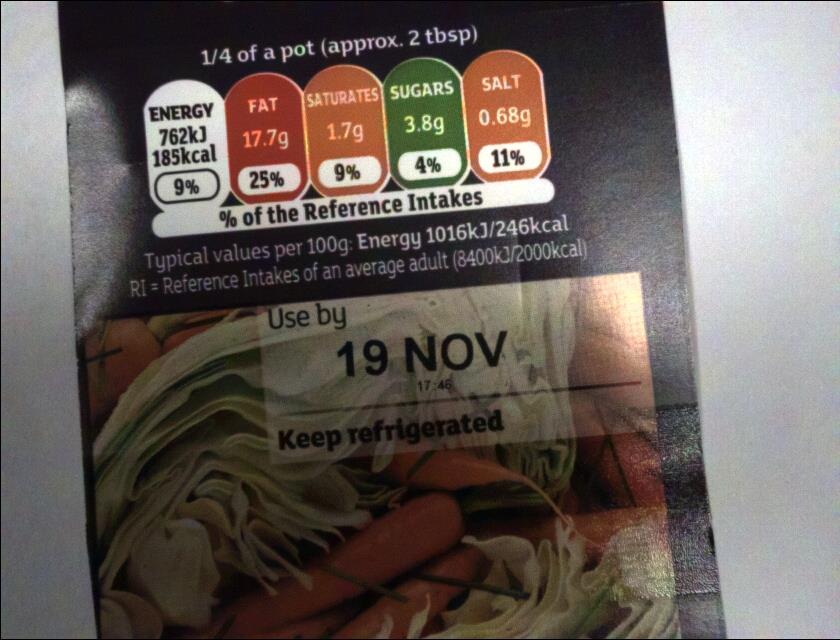 1/4 of a pot (approx. 2 tbsp)
ENERGY
762kJ
185kcal
9%
FAT
17.7g
25%
SATURATES
1.7g
9%
SUGARS
3.8g
4%
SALT
0.68g
11%
% of the Reference Intakes
Typical values per 100g: Energy 1016kJ/246kcal
RI = Reference Intakes of an average adult (8400kJ/2000kcal)
Use by
19 NOV
17:46
Keep refrigerated